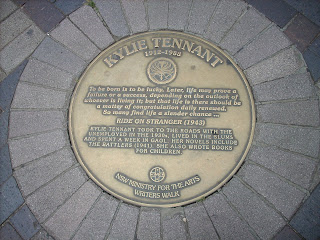 KYLIE TENNANT
1912-1988
To be born is to be lucky. Later, life may prove a
failure or a success, depending on the outlook of
whoever is living it; but that life is there should be
a matter of congratulation daily renewed.
So many find life a slender chance ...
RIDE ON STRANGER (1943)
KYLIE TENNANT TOOK TO THE ROADS WITH THE
UNEMPLOYED IN THE 1930s, LIVED IN THE SLUMS
AND SPENT A WEEK IN GAOL. HER NOVELS INCLUDE
THE BATTLERS (1941). SHE ALSO WROTE BOOKS
FOR CHILDREN.
NSW MINISTRY FOR THE ARTS
WRITERS WALK